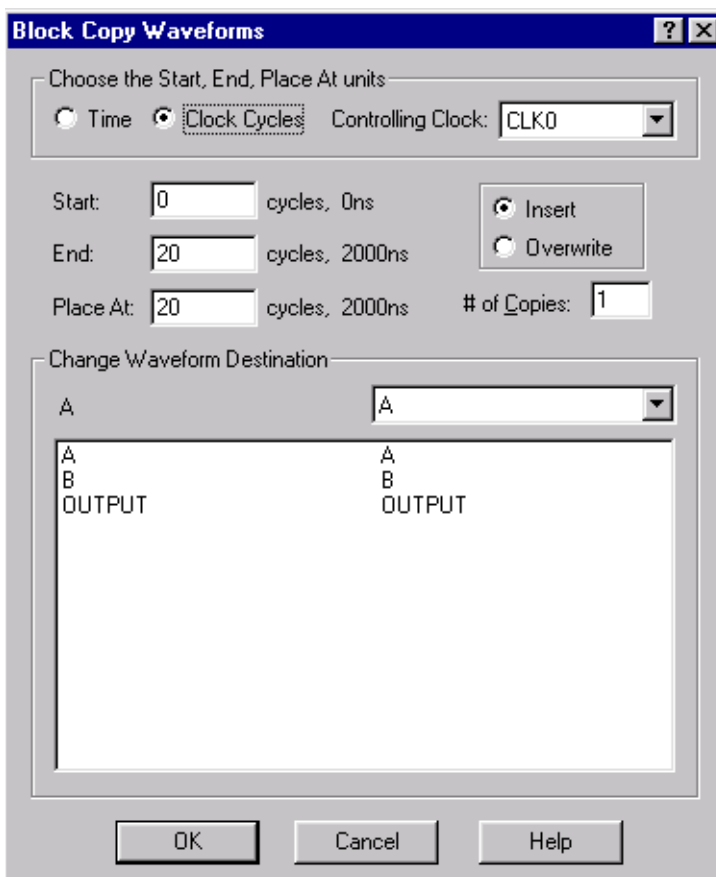 Block Copy Waveforms
Choose the Start, End, Place At units
Time Clock Cycles Controlling Clock: CLK0
Start: 0 cycles, 0ns
Insert
End: 20 cycles, 2000ns
Overwrite
Place At: 20 cycles, 2000ns
# of Copies: 1
Change Waveform Destination
A A
A A
B B
OUTPUT OUTPUT
OK Cancel Help